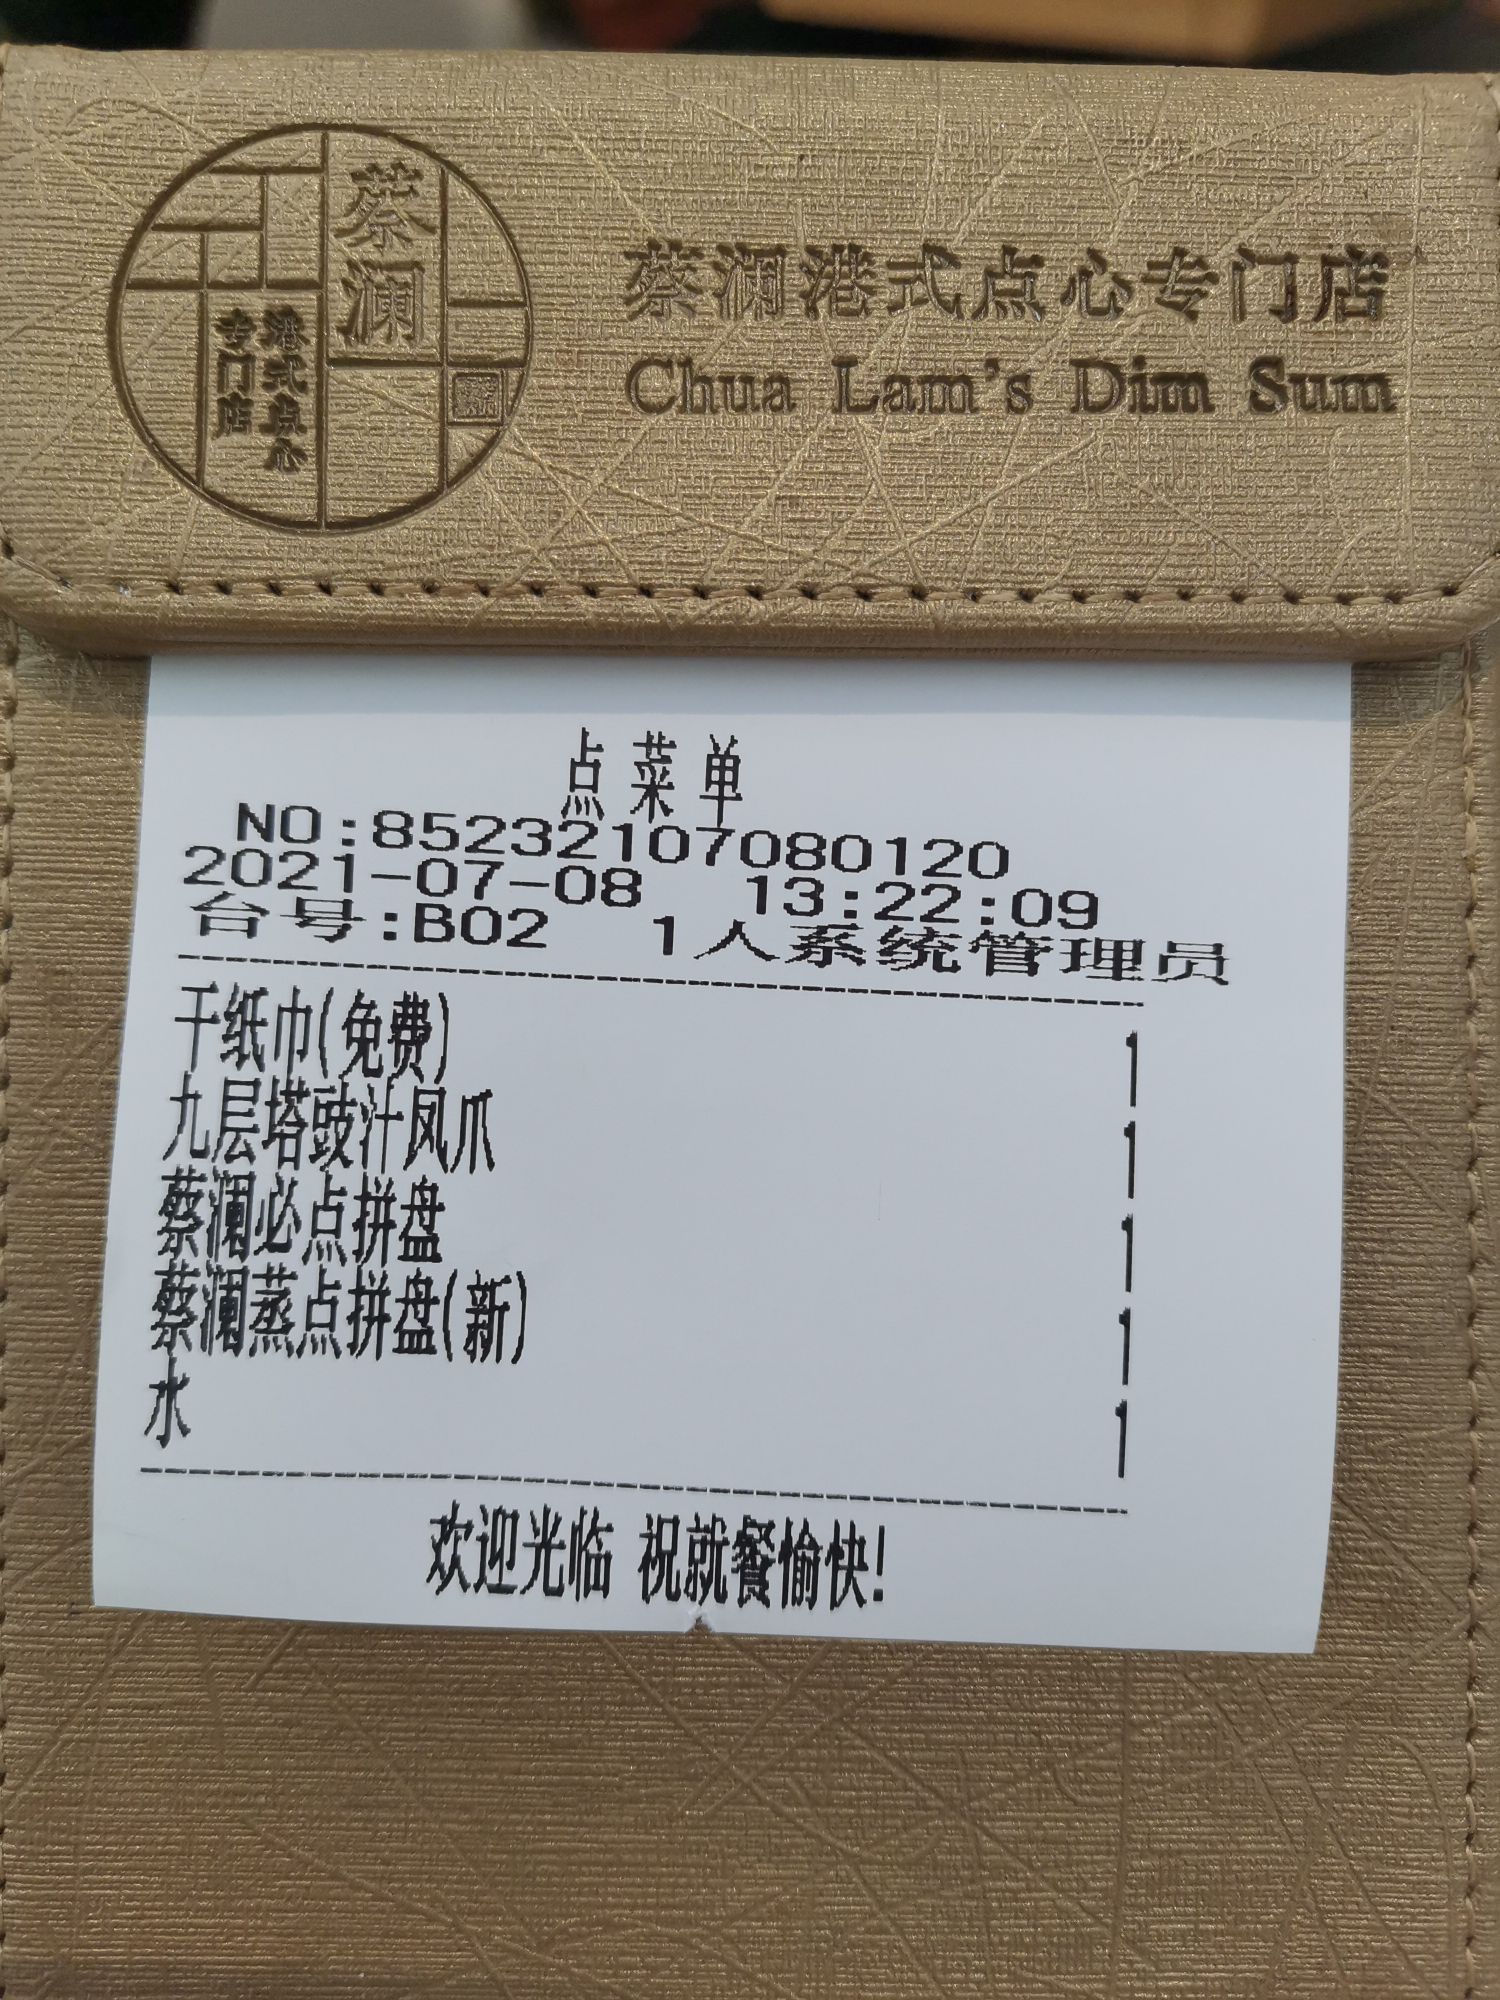 蔡澜
港式点心
专门店
蔡澜港式点心专门店
Chua Lam's Dim Sum
点菜单
NO:85232107080120
2021-07-08 13:22:09
台号:B02 1人系统管理员
干纸巾(免费) 1
九层塔豉汁凤爪 1
蔡澜必点拼盘 1
蔡澜蒸点拼盘(新) 1
水 1
欢迎光临 祝就餐愉快!